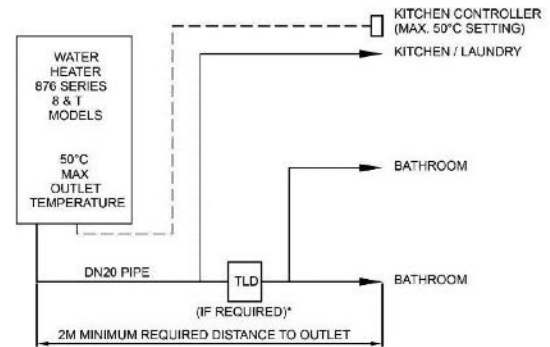 KITCHEN CONTROLLER
(MAX. 50°C SETTING)
KITCHEN / LAUNDRY
WATER
HEATER
876 SERIES
8 & T
MODELS
50°C
MAX
OUTLET
TEMPERATURE
BATHROOM
DN20 PIPE
TLD
BATHROOM
(IF REQUIRED)*
2M MINIMUM REQUIRED DISTANCE TO OUTLET